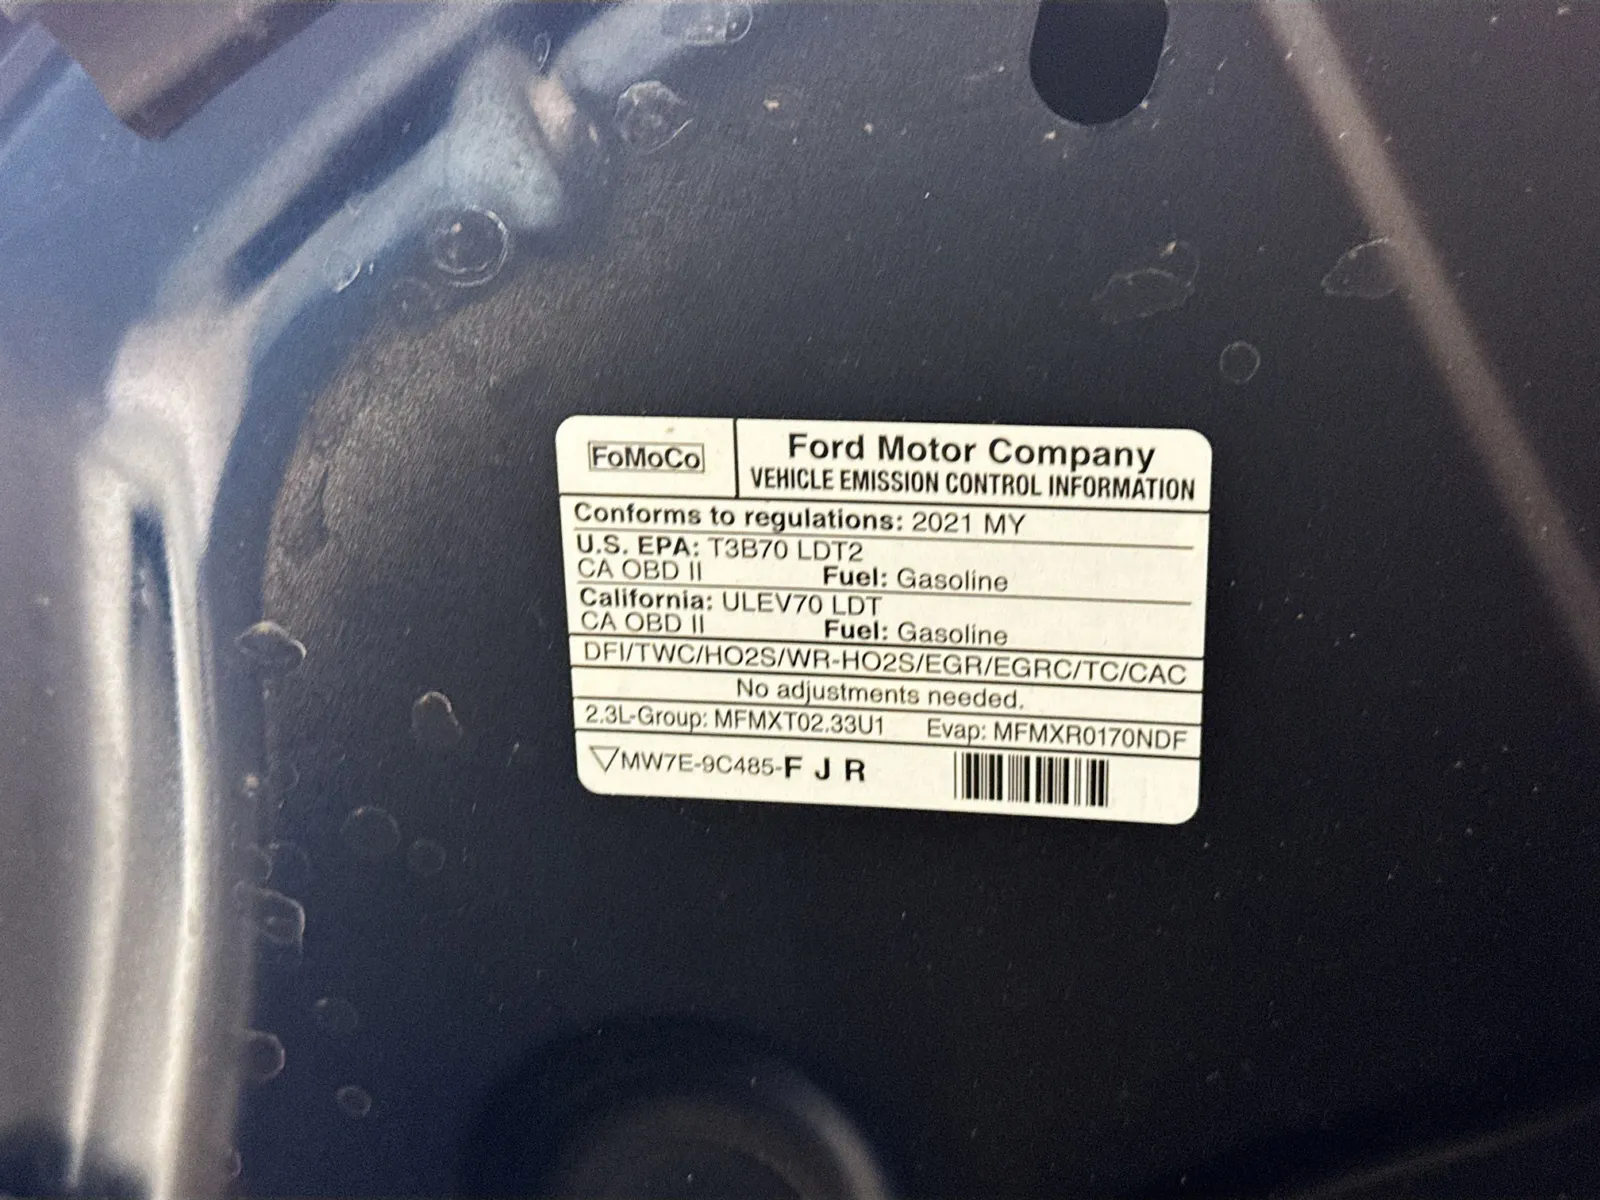 FoMoCo
Ford Motor Company
VEHICLE EMISSION CONTROL INFORMATION
Conforms to regulations: 2021 MY
U.S. EPA: T3B70 LDT2
CA OBD II Fuel: Gasoline
California: ULEV70 LDT
CA OBD II Fuel: Gasoline
DFI/TWC/HO2S/WR-HO2S/EGR/EGRC/TC/CAC
No adjustments needed.
2.3L-Group: MFMXT02.33U1 Evap: MFMXR0170NDF
MW7E-9C485-F J R